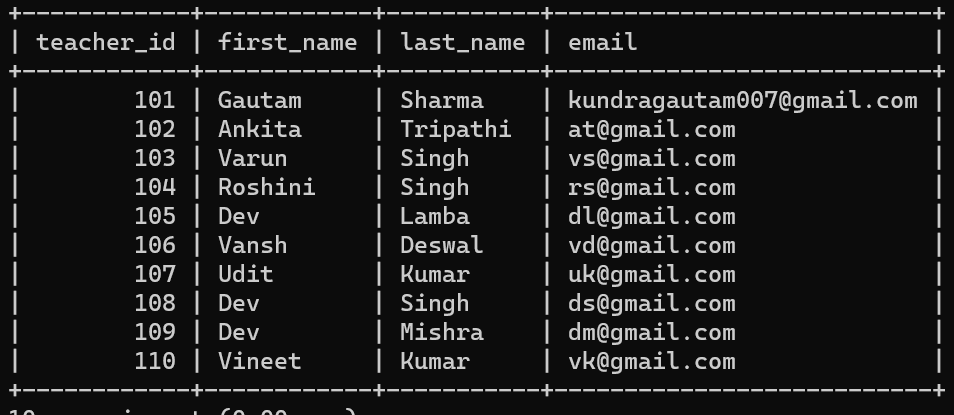 +-------------+------------+-----------+---------------------------+
| teacher_id | first_name | last_name | email                     |
+-------------+------------+-----------+---------------------------+
|        101 | Gautam     | Sharma    | kundragautam007@gmail.com |
|        102 | Ankita     | Tripathi  | at@gmail.com              |
|        103 | Varun      | Singh     | vs@gmail.com              |
|        104 | Roshini    | Singh     | rs@gmail.com              |
|        105 | Dev        | Lamba     | dl@gmail.com              |
|        106 | Vansh      | Deswal    | vd@gmail.com              |
|        107 | Udit       | Kumar     | uk@gmail.com              |
|        108 | Dev        | Singh     | ds@gmail.com              |
|        109 | Dev        | Mishra    | dm@gmail.com              |
|        110 | Vineet     | Kumar     | vk@gmail.com              |
+-------------+------------+-----------+---------------------------+